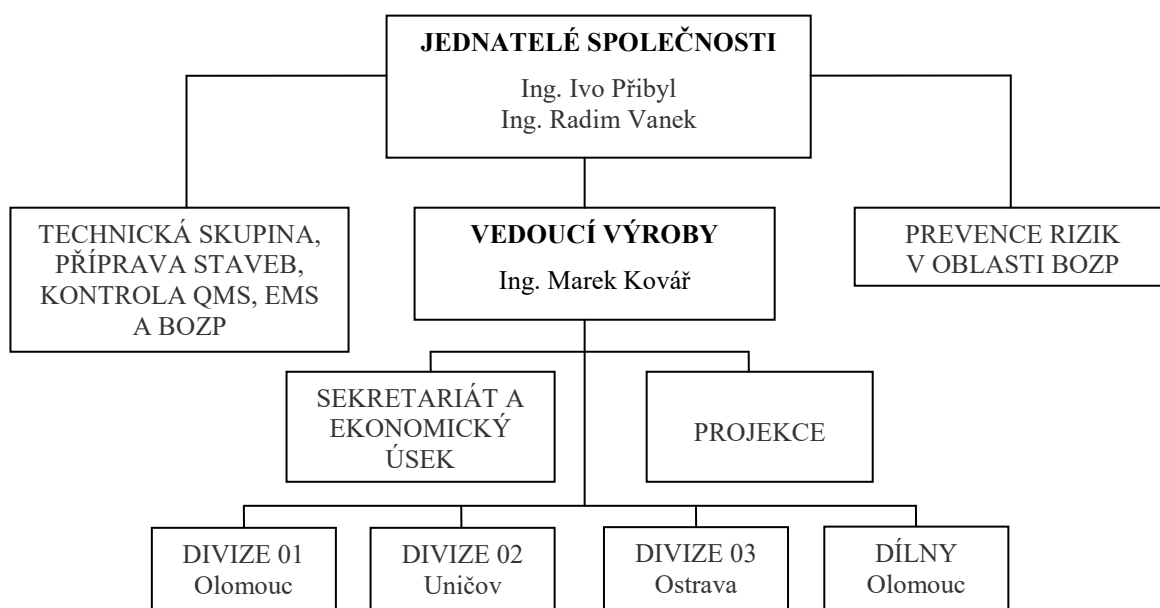 JEDNATELÉ SPOLEČNOSTI
Ing. Ivo Přibyl
Ing. Radim Vanek
TECHNICKÁ SKUPINA,
PŘÍPRAVA STAVEB,
KONTROLA QMS, EMS
A BOZP
VEDOUCÍ VÝROBY
Ing. Marek Kovář
PREVENCE RIZIK
V OBLASTI BOZP
SEKRETARIÁT A
EKONOMICKÝ
ÚSEK
PROJEKCE
DIVIZE 01
Olomouc
DIVIZE 02
Uničov
DIVIZE 03
Ostrava
DÍLNY
Olomouc